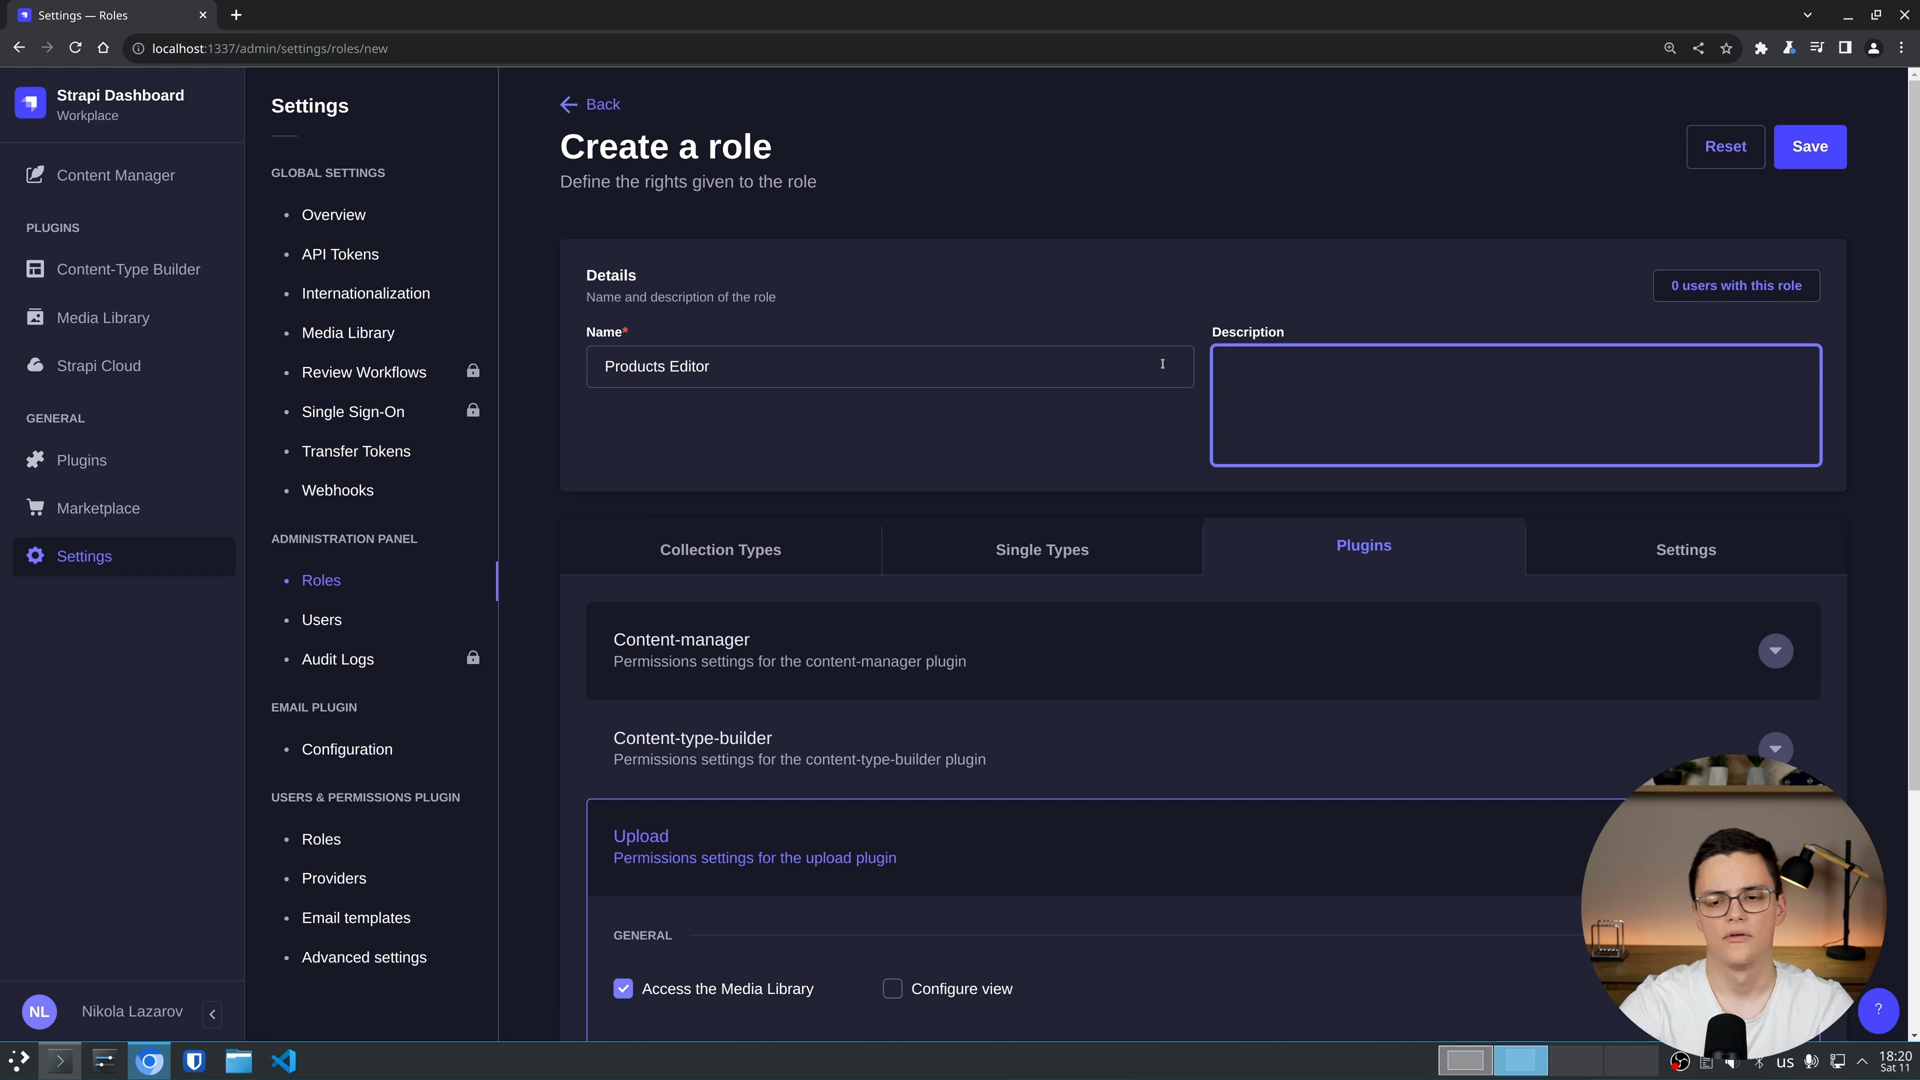 Settings — Roles
localhost:1337/admin/settings/roles/new
Strapi Dashboard
Workplace
Content Manager
PLUGINS
Content-Type Builder
Media Library
Strapi Cloud
GENERAL
Plugins
Marketplace
Settings
NL
Nikola Lazarov
Settings
GLOBAL SETTINGS
Overview
API Tokens
Internationalization
Media Library
Review Workflows
Single Sign-On
Transfer Tokens
Webhooks
ADMINISTRATION PANEL
Roles
Users
Audit Logs
EMAIL PLUGIN
Configuration
USERS & PERMISSIONS PLUGIN
Roles
Providers
Email templates
Advanced settings
Back
Create a role
Define the rights given to the role
Reset
Save
Details
Name and description of the role
0 users with this role
Name*
Products Editor
Description
Collection Types
Single Types
Plugins
Settings
Content-manager
Permissions settings for the content-manager plugin
Content-type-builder
Permissions settings for the content-type-builder plugin
Upload
Permissions settings for the upload plugin
GENERAL
Access the Media Library
Configure view
?
us
18:20
Sat 11